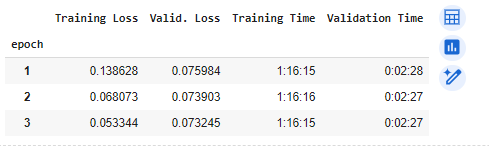 Training Loss Valid. Loss Training Time Validation Time
epoch
1 0.138628 0.075984 1:16:15 0:02:28
2 0.068073 0.073903 1:16:16 0:02:27
3 0.053344 0.073245 1:16:15 0:02:27